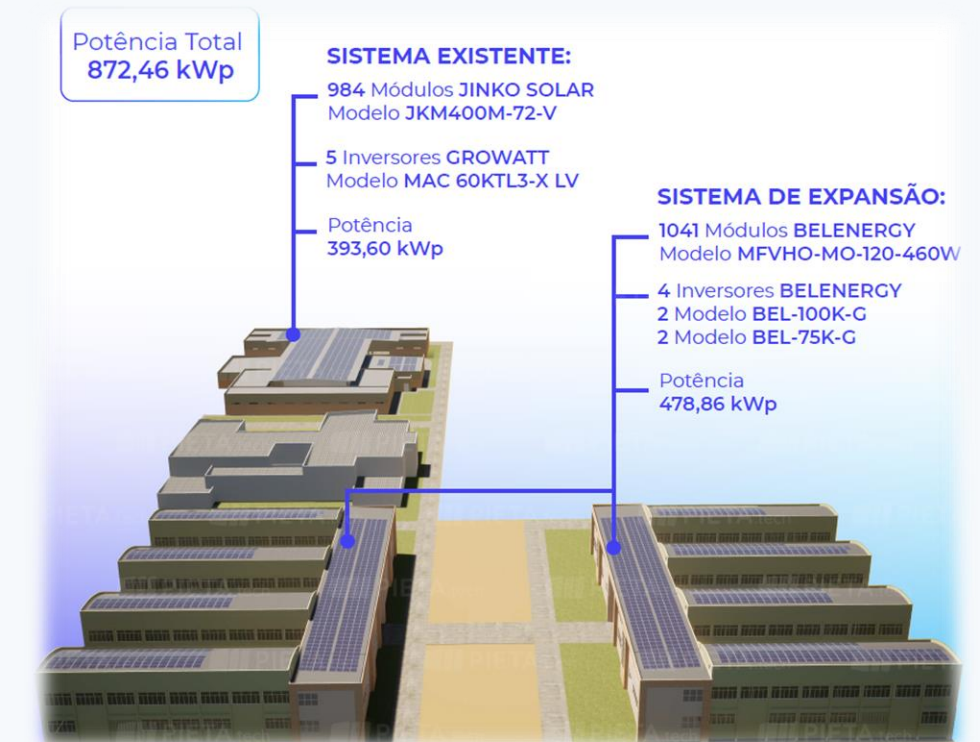 Potência Total
872,46 kWp
SISTEMA EXISTENTE:
984 Módulos JINKO SOLAR
Modelo JKM400M-72-V
5 Inversores GROWATT
Modelo MAC 60KTL3-X LV
Potência
393,60 kWp
SISTEMA DE EXPANSÃO:
1041 Módulos BELENERGY
Modelo MFVHO-MO-120-460W
4 Inversores BELENERGY
2 Modelo BEL-100K-G
2 Modelo BEL-75K-G
Potência
478,86 kWp